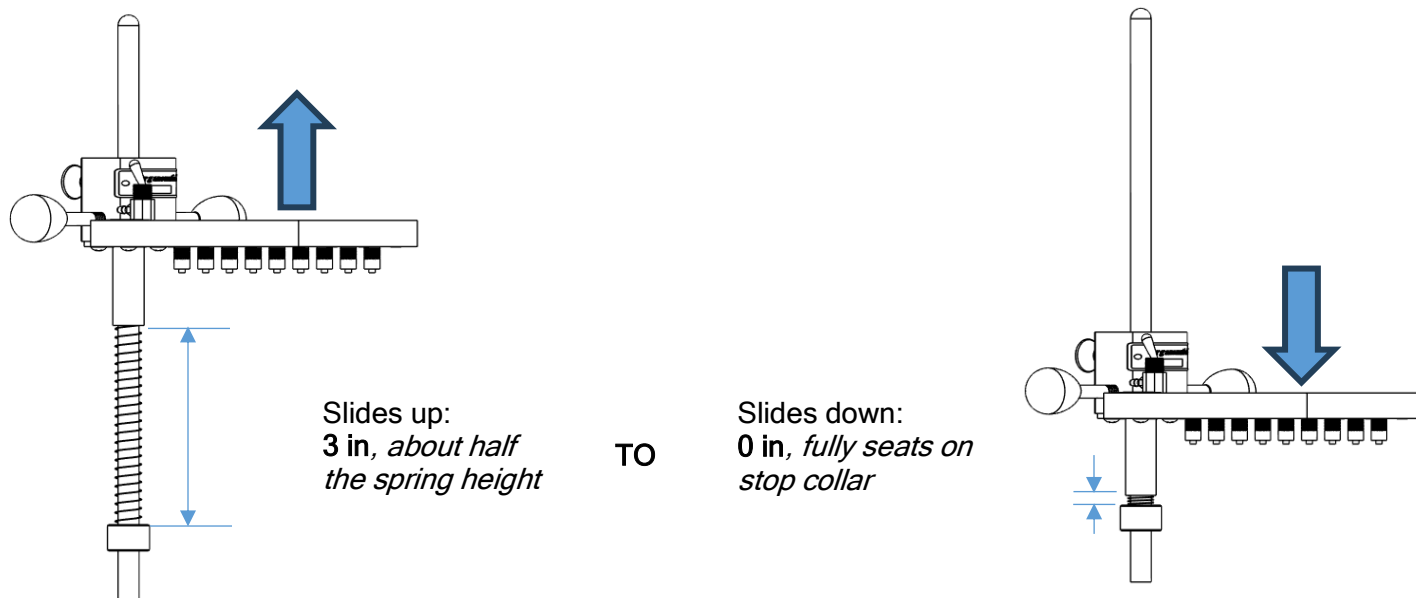 Slides up:
3 in, about half
the spring height
TO
Slides down:
0 in, fully seats on
stop collar